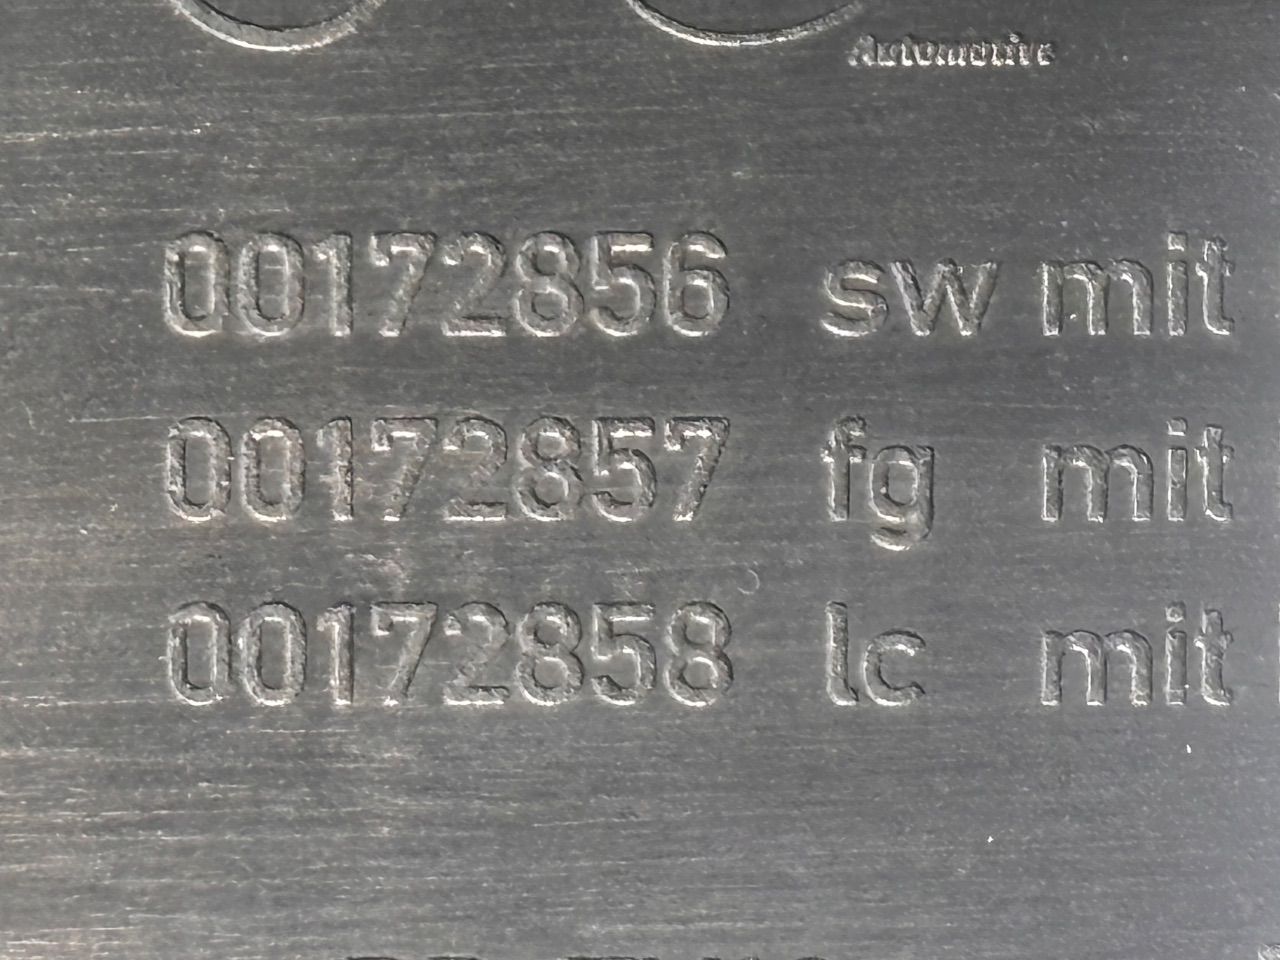 Automotive
00172856 sw mit
00172857 fg mit
00172858 lc mit